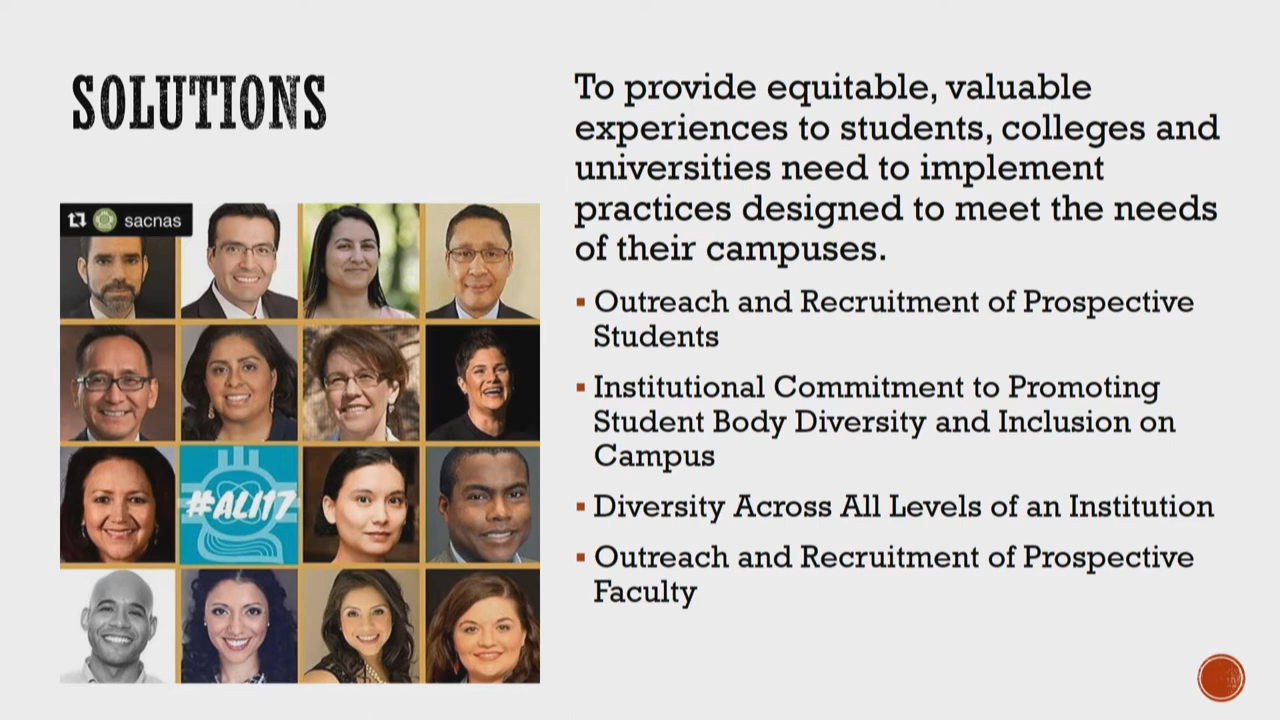 SOLUTIONS
sacnas
#ALI17
To provide equitable, valuable
experiences to students, colleges and
universities need to implement
practices designed to meet the needs
of their campuses.
▪ Outreach and Recruitment of Prospective
Students
▪ Institutional Commitment to Promoting
Student Body Diversity and Inclusion on
Campus
▪ Diversity Across All Levels of an Institution
▪ Outreach and Recruitment of Prospective
Faculty